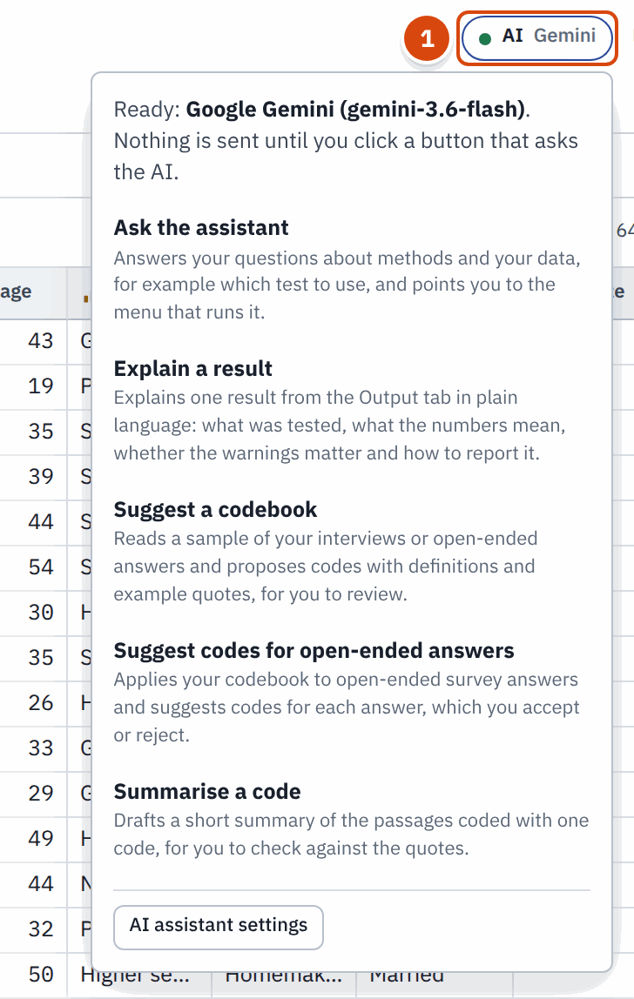 1
AI Gemini
Ready: Google Gemini (gemini-3.6-flash).
Nothing is sent until you click a button that asks
the AI.
Ask the assistant
Answers your questions about methods and your data,
for example which test to use, and points you to the
menu that runs it.
Explain a result
Explains one result from the Output tab in plain
language: what was tested, what the numbers mean,
whether the warnings matter and how to report it.
Suggest a codebook
Reads a sample of your interviews or open-ended
answers and proposes codes with definitions and
example quotes, for you to review.
Suggest codes for open-ended answers
Applies your codebook to open-ended survey answers
and suggests codes for each answer, which you accept
or reject.
Summarise a code
Drafts a short summary of the passages coded with one
code, for you to check against the quotes.
AI assistant settings
64
age
43 G
19 P
35 S
39 S
44 S
54 S
30 H
35 S
26 H
33 G
29 G
49 H
44 N
32 P
50 Higher se... Homemak... Married